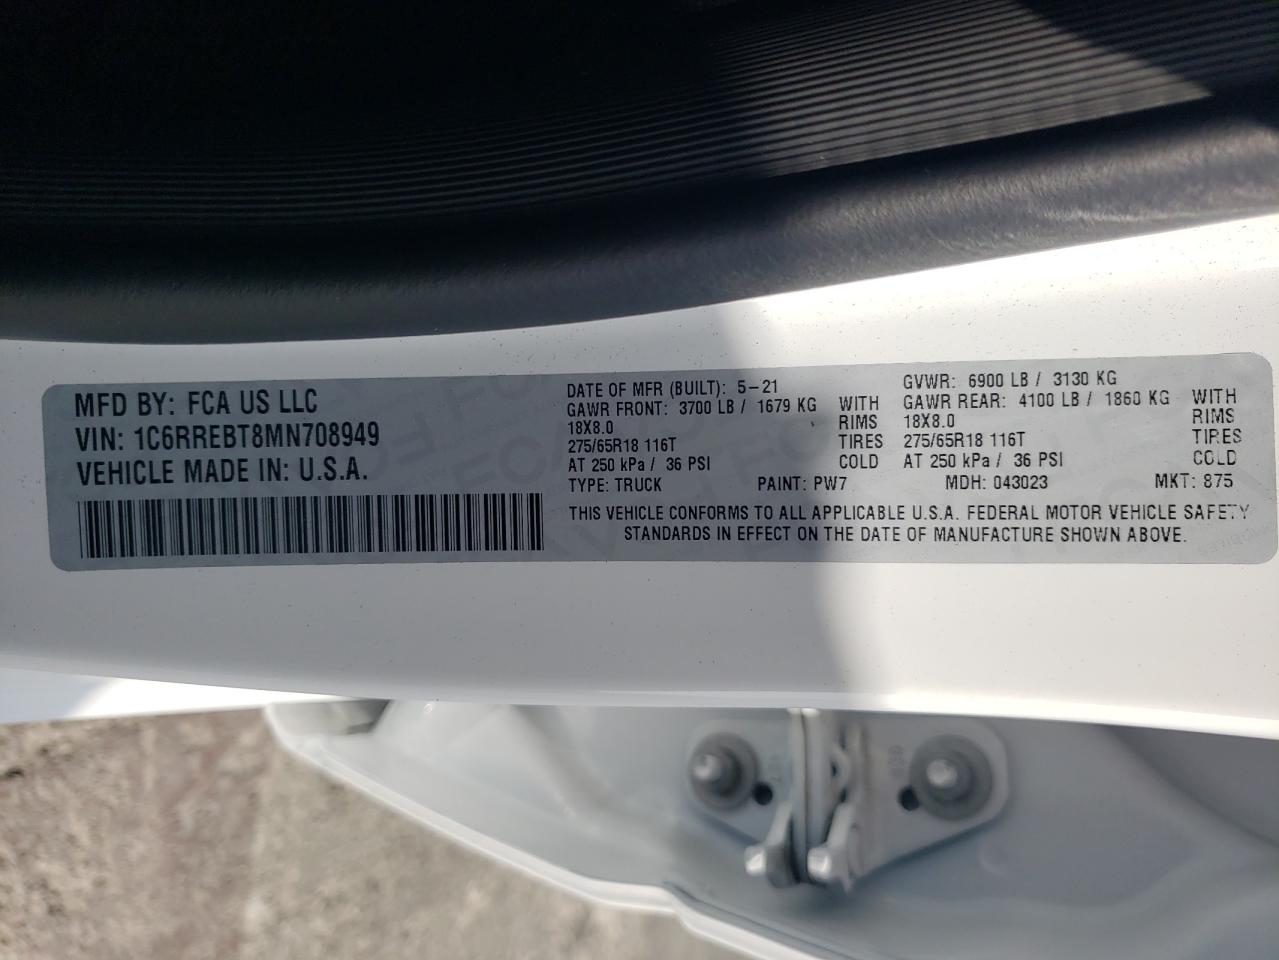 MFD BY: FCA US LLC
VIN: 1C6RREBT8MN708949
VEHICLE MADE IN: U.S.A.
DATE OF MFR (BUILT): 5-21
GAWR FRONT: 3700 LB / 1679 KG WITH
18X8.0 RIMS
275/65R18 116T TIRES
AT 250 kPa / 36 PSI COLD
GVWR: 6900 LB / 3130 KG
GAWR REAR: 4100 LB / 1860 KG WITH
18X8.0 RIMS
275/65R18 116T TIRES
AT 250 kPa / 36 PSI COLD
TYPE: TRUCK PAINT: PW7 MDH: 043023 MKT: 875
THIS VEHICLE CONFORMS TO ALL APPLICABLE U.S.A. FEDERAL MOTOR VEHICLE SAFETY
STANDARDS IN EFFECT ON THE DATE OF MANUFACTURE SHOWN ABOVE.